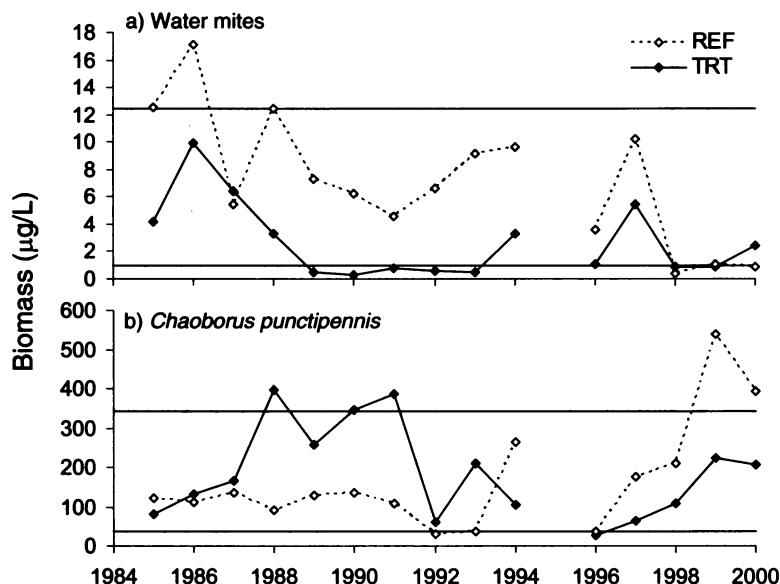 a) Water mites
REF
TRT
18
16
14
12
10
8
6
4
2
0
Biomass (µg/L)
b) Chaoborus punctipennis
600
500
400
300
200
100
0
1984 1986 1988 1990 1992 1994 1996 1998 2000